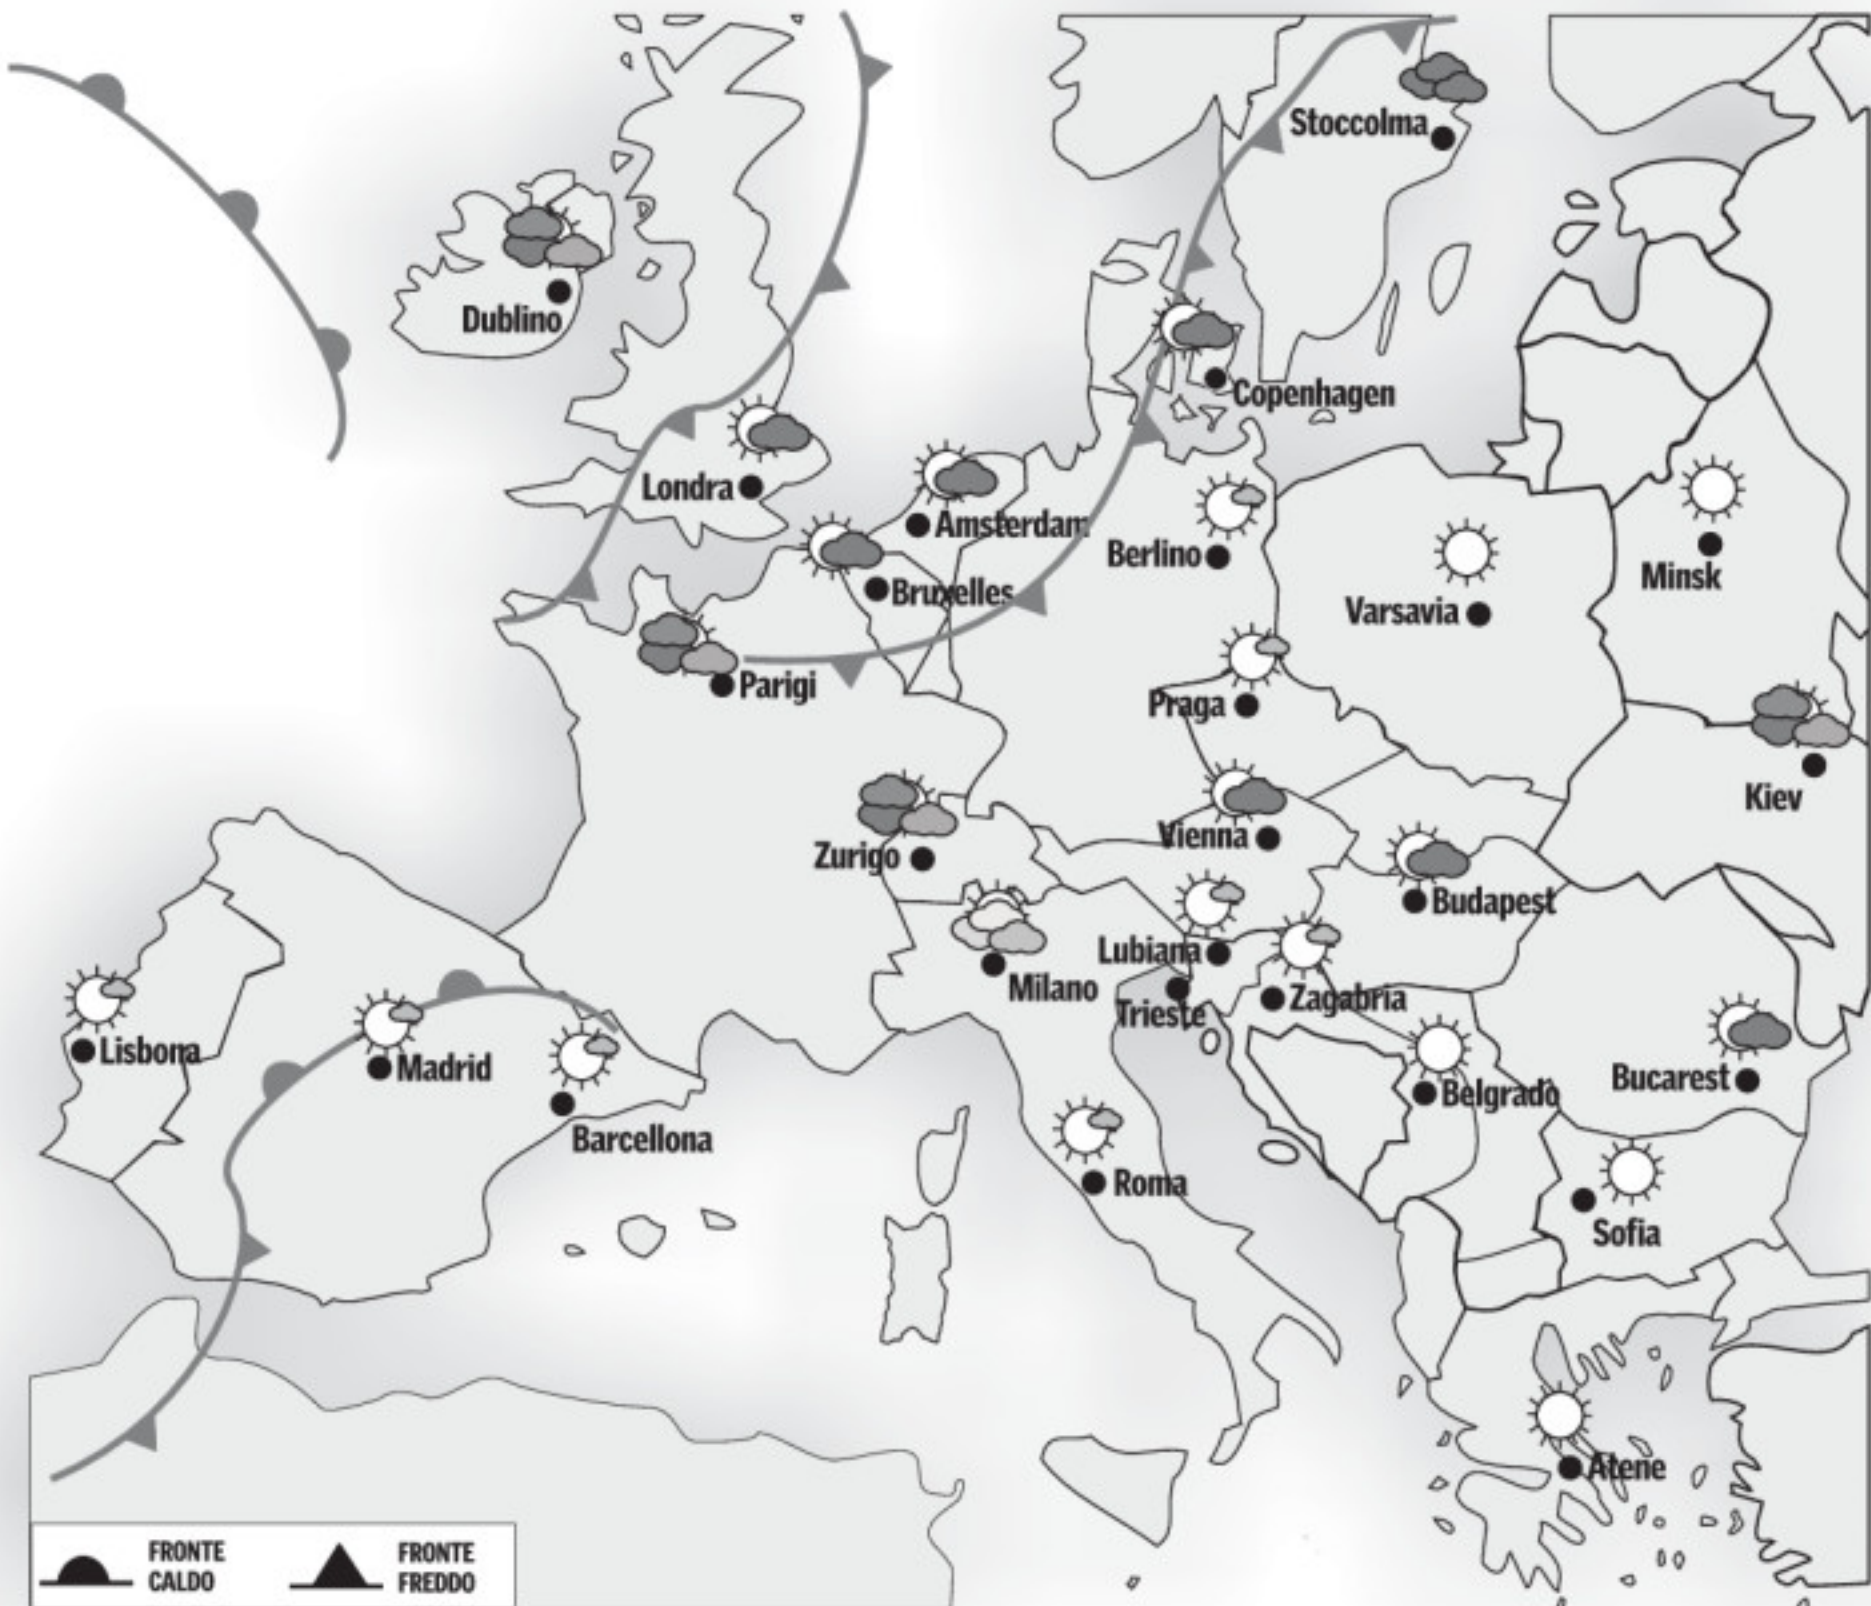 Stoccolma
Dublino
Copenhagen
Londra
Amsterdam
Berlino
Bruxelles
Minsk
Varsavia
Parigi
Praga
Kiev
Vienna
Zurigo
Budapest
Lubiana
Milano
Trieste
Zagabria
Lisbona
Madrid
Belgrado
Bucarest
Barcellona
Roma
Sofia
Atene
FRONTE
CALDO
FRONTE
FREDDO